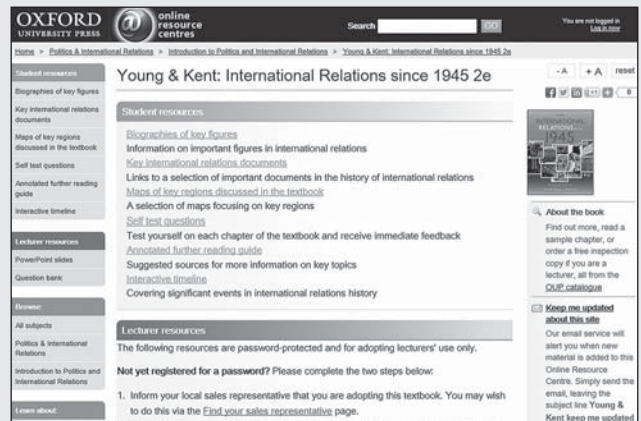 OXFORD
UNIVERSITY PRESS
@
online
resource
centres
Search
GO
You are not logged in
Log in now
Home > Politics & International Relations > Introduction to Politics and International Relations > Young & Kent: International Relations since 1945 2e
Student resources
Biographies of key figures
Key international relations
documents
Maps of key regions
discussed in the textbook
Self test questions
Annotated further reading
guide
Interactive timeline
Lecturer resources
PowerPoint slides
Question bank
Browse:
All subjects
Politics & International
Relations
Introduction to Politics and
International Relations
Learn about:
Young & Kent: International Relations since 1945 2e
Student resources
Biographies of key figures
Information on important figures in international relations
Key international relations documents
Links to a selection of important documents in the history of international relations
Maps of key regions discussed in the textbook
A selection of maps focusing on key regions
Self test questions
Test yourself on each chapter of the textbook and receive immediate feedback
Annotated further reading guide
Suggested sources for more information on key topics
Interactive timeline
Covering significant events in international relations history
Lecturer resources
The following resources are password-protected and for adopting lecturers' use only.
Not yet registered for a password? Please complete the two steps below:
1. Inform your local sales representative that you are adopting this textbook. You may wish
to do this via the Find your sales representative page.
- A + A reset
0
INTERNATIONAL
RELATIONS
1945
About the book
Find out more, read a
sample chapter, or
order a free inspection
copy if you are a
lecturer, all from the
OUP catalogue
Keep me updated
about this site
Our email service will
alert you when new
material is added to this
Online Resource
Centre. Simply send the
email, leaving the
subject line Young &
Kent keep me updated